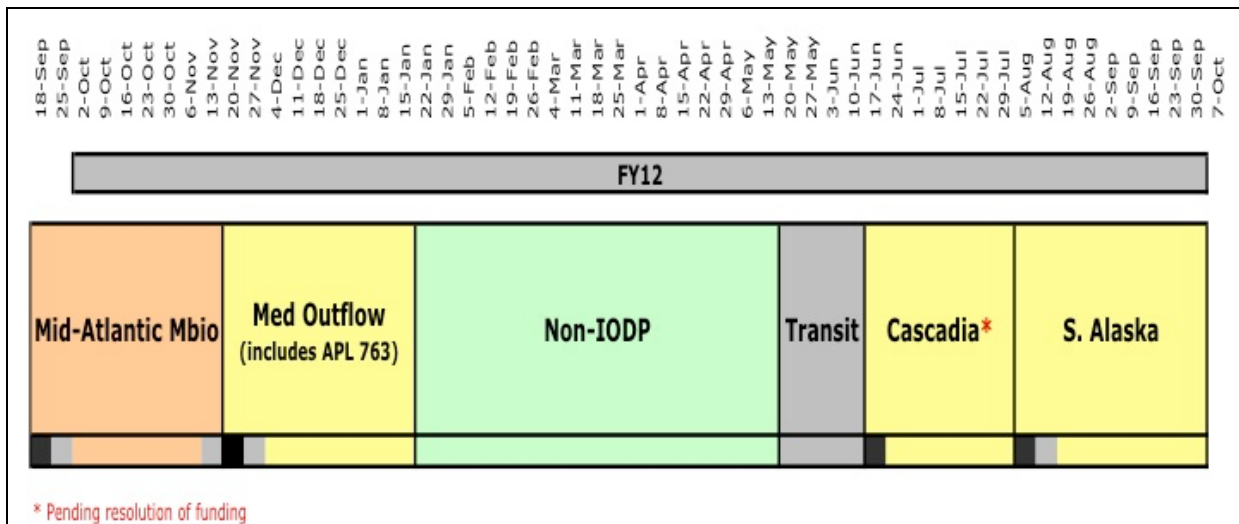 18-Sep
25-Sep
2-Oct
9-Oct
16-Oct
23-Oct
30-Oct
6-Nov
13-Nov
20-Nov
27-Nov
4-Dec
11-Dec
18-Dec
25-Dec
1-Jan
8-Jan
15-Jan
22-Jan
29-Jan
5-Feb
12-Feb
19-Feb
26-Feb
4-Mar
11-Mar
18-Mar
25-Mar
1-Apr
8-Apr
15-Apr
22-Apr
29-Apr
6-May
13-May
20-May
27-May
3-Jun
10-Jun
17-Jun
24-Jun
1-Jul
8-Jul
15-Jul
22-Jul
29-Jul
5-Aug
12-Aug
19-Aug
26-Aug
2-Sep
9-Sep
16-Sep
23-Sep
30-Sep
7-Oct
FY12
Mid-Atlantic Mbio
Med Outflow
(includes APL 763)
Non-IODP
Transit
Cascadia*
S. Alaska
* Pending resolution of funding